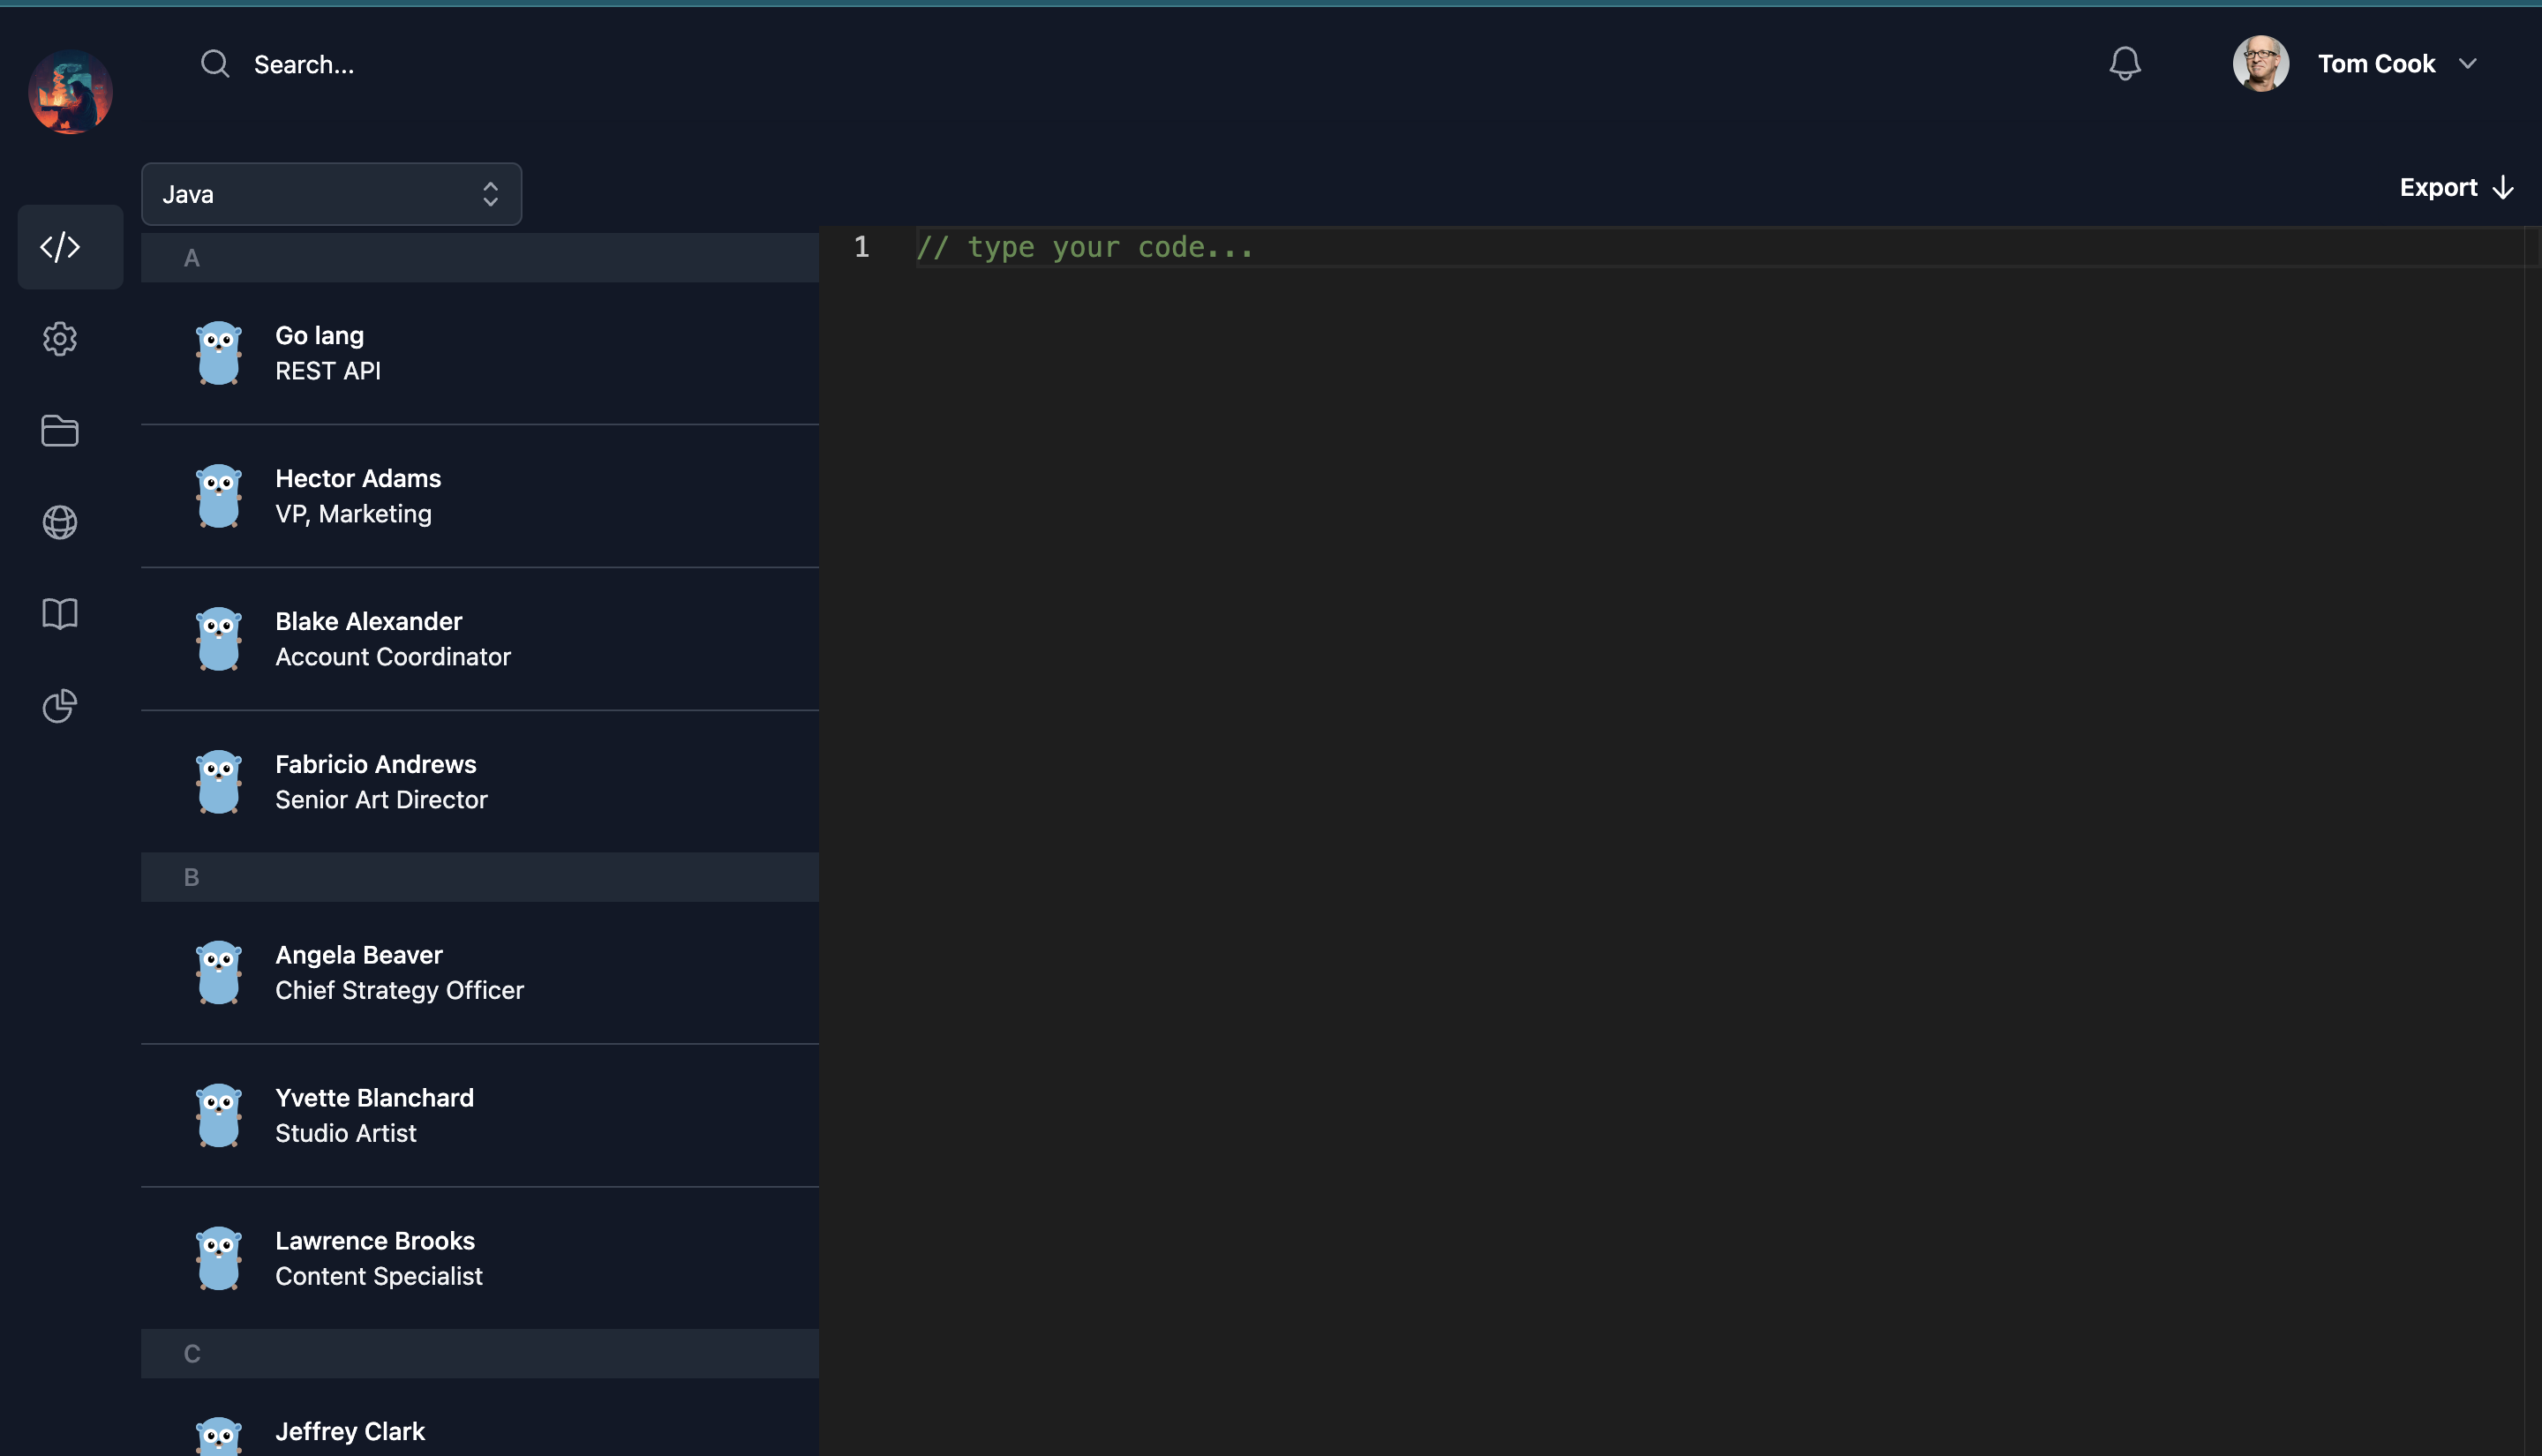 Search...
Tom Cook
Java
Export
A
Go lang
REST API
Hector Adams
VP, Marketing
Blake Alexander
Account Coordinator
Fabricio Andrews
Senior Art Director
B
Angela Beaver
Chief Strategy Officer
Yvette Blanchard
Studio Artist
Lawrence Brooks
Content Specialist
C
Jeffrey Clark
1 // type your code...